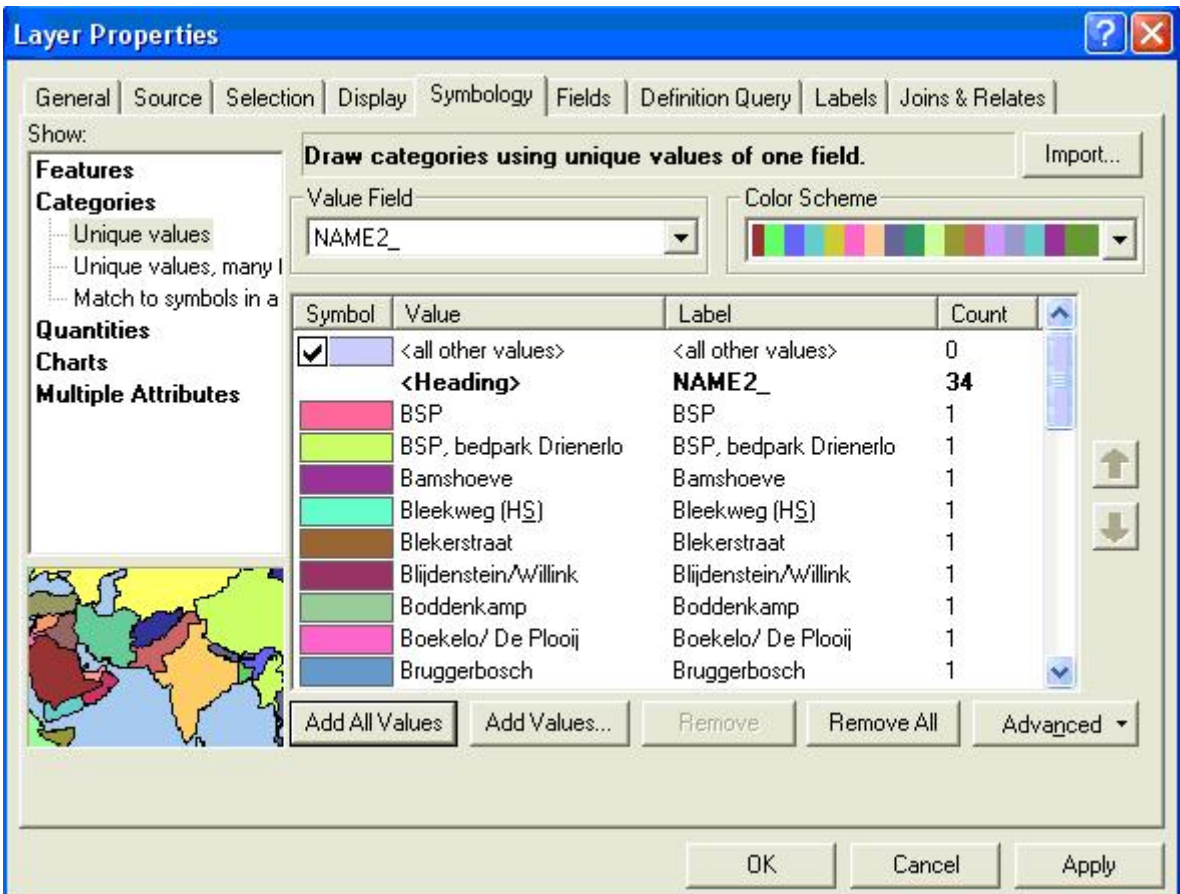 Layer Properties
General Source Selection Display Symbology Fields Definition Query Labels Joins & Relates
Show:
Features
Categories
Unique values
Unique values, many f
Match to symbols in a
Quantities
Charts
Multiple Attributes
Draw categories using unique values of one field.
Import...
Value Field
NAME2_
Color Scheme
Symbol Value Label Count
<all other values> <all other values> 0
<Heading> NAME2_ 34
BSP BSP 1
BSP, bedpark Drienerlo BSP, bedpark Drienerlo 1
Bamshoeve Bamshoeve 1
Bleekweg (HS) Bleekweg (HS) 1
Blekerstraat Blekerstraat 1
Blijdenstein/Willink Blijdenstein/Willink 1
Boddenkamp Boddenkamp 1
Boekelo/ De Plooij Boekelo/ De Plooij 1
Bruggerbosch Bruggerbosch 1
Add All Values Add Values... Remove Remove All Advanced
OK Cancel Apply